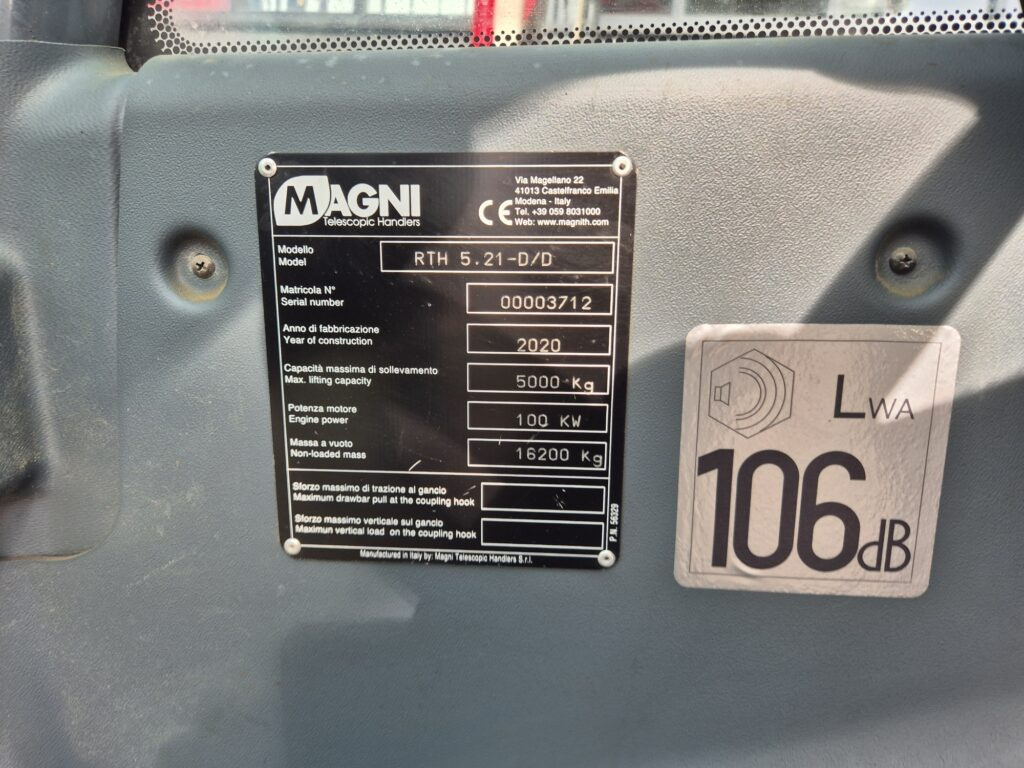 MAGNI
Telescopic Handlers
CE
Via Magellano 22
41013 Castelfranco Emilia
Modena - Italy
Tel. +39 059 8031000
Web: www.magnith.com
Modello
Model
RTH 5.21-D/D
Matricola N°
Serial number
00003712
Anno di fabbricazione
Year of construction
2020
Capacità massima di sollevamento
Max. lifting capacity
5000 Kg
Potenza motore
Engine power
100 KW
Massa a vuoto
Non-loaded mass
16200 Kg
Sforzo massimo di trazione al gancio
Maximum drawbar pull at the coupling hook
Sforzo massimo verticale sul gancio
Maximun vertical load on the coupling hook
P.N. 56329
Manufactured in Italy by: Magni Telescopic Handlers S.r.l.
LWA
106dB